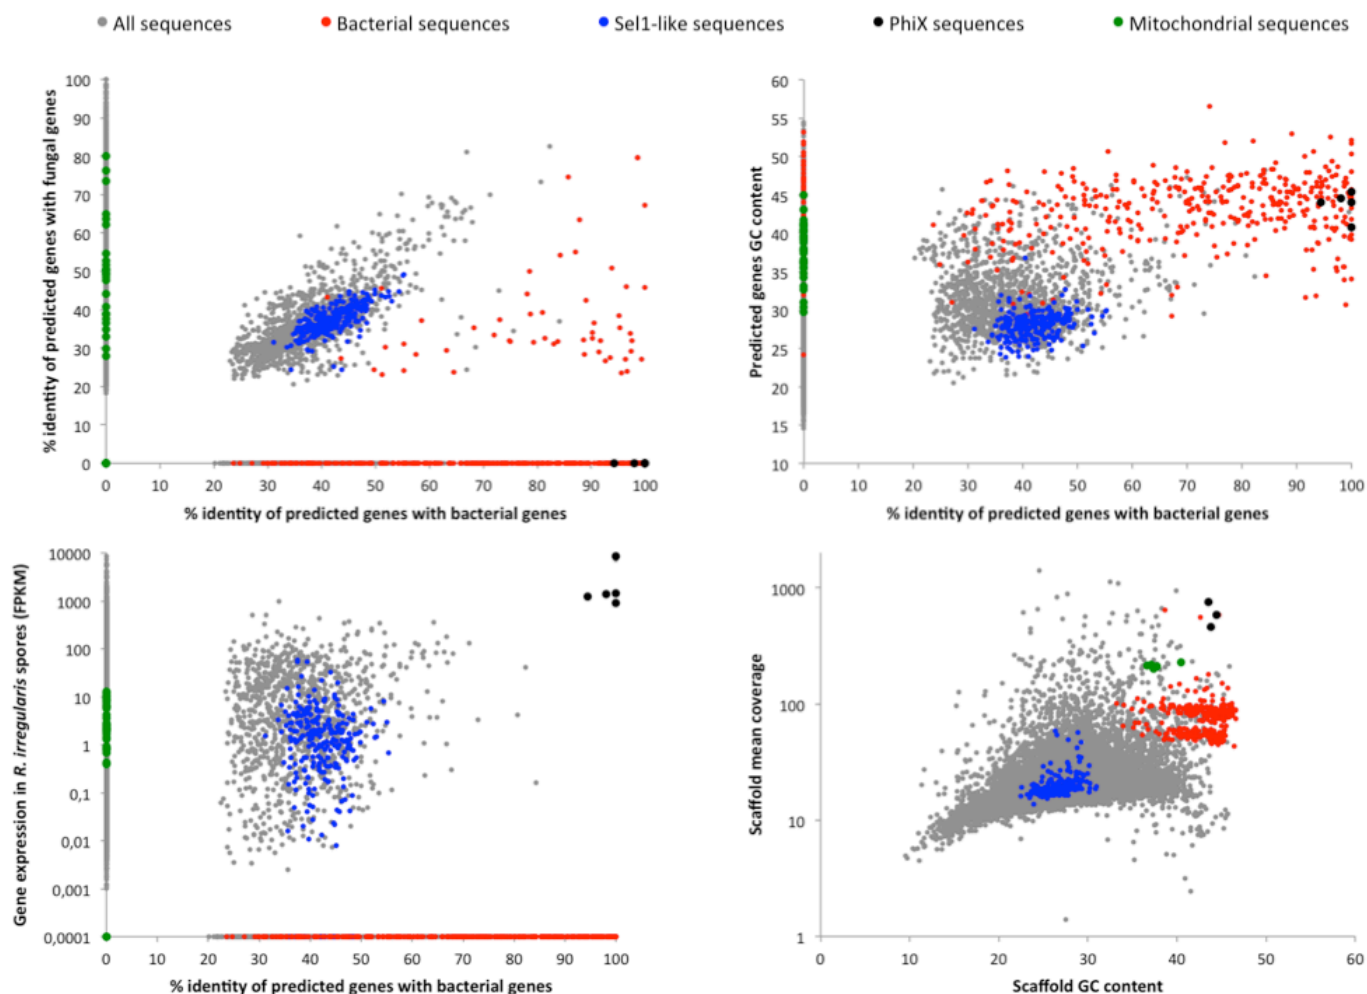 All sequences Bacterial sequences Sel1-like sequences PhiX sequences Mitochondrial sequences
% identity of predicted genes with fungal genes
100
90
80
70
60
50
40
30
20
10
0
0 10 20 30 40 50 60 70 80 90 100
% identity of predicted genes with bacterial genes
Predicted genes GC content
60
55
50
45
40
35
30
25
20
15
10
0 10 20 30 40 50 60 70 80 90 100
% identity of predicted genes with bacterial genes
Gene expression in R. irregularis spores (FPKM)
10000
1000
100
10
1
0,1
0,01
0,001
0,0001
0 10 20 30 40 50 60 70 80 90 100
% identity of predicted genes with bacterial genes
Scaffold mean coverage
1000
100
10
1
0 10 20 30 40 50 60
Scaffold GC content